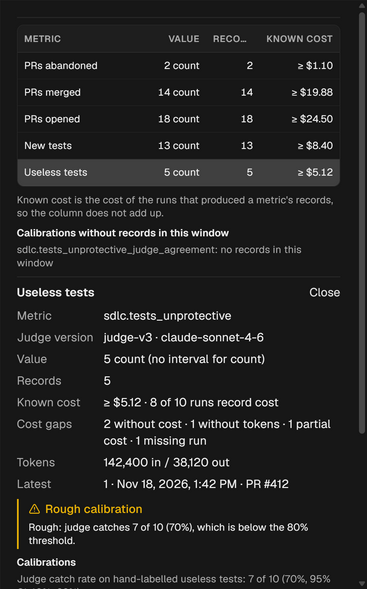 METRIC VALUE RECO… KNOWN COST
PRs abandoned 2 count 2 ≥ $1.10
PRs merged 14 count 14 ≥ $19.88
PRs opened 18 count 18 ≥ $24.50
New tests 13 count 13 ≥ $8.40
Useless tests 5 count 5 ≥ $5.12
Known cost is the cost of the runs that produced a metric's records,
so the column does not add up.
Calibrations without records in this window
sdlc.tests_unprotective_judge_agreement: no records in this
window
Useless tests Close
Metric sdlc.tests_unprotective
Judge version judge-v3 · claude-sonnet-4-6
Value 5 count (no interval for count)
Records 5
Known cost ≥ $5.12 · 8 of 10 runs record cost
Cost gaps 2 without cost · 1 without tokens · 1 partial
cost · 1 missing run
Tokens 142,400 in / 38,120 out
Latest 1 · Nov 18, 2026, 1:42 PM · PR #412
Rough calibration
Rough: judge catches 7 of 10 (70%), which is below the 80%
threshold.
Calibrations
Judge catch rate on hand-labelled useless tests: 7 of 10 (70%, 95%